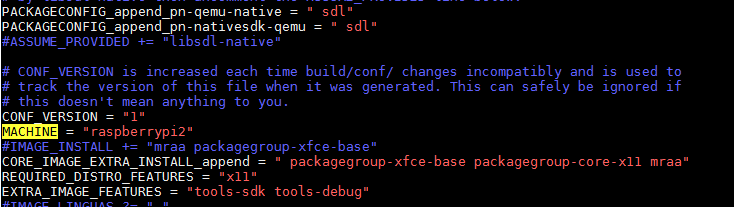 PACKAGECONFIG_append_pn-qemu-native = " sdl"
PACKAGECONFIG_append_pn-nativesdk-qemu = " sdl"
#ASSUME_PROVIDED += "libsdl-native"
# CONF_VERSION is increased each time build/conf/ changes incompatibly and is used to
# track the version of this file when it was generated. This can safely be ignored if
# this doesn't mean anything to you.
CONF_VERSION = "1"
MACHINE = "raspberrypi2"
#IMAGE_INSTALL += "mraa packagegroup-xfce-base"
CORE_IMAGE_EXTRA_INSTALL_append = " packagegroup-xfce-base packagegroup-core-x11 mraa"
REQUIRED_DISTRO_FEATURES = "x11"
EXTRA_IMAGE_FEATURES = "tools-sdk tools-debug"
#IMAGE_LINGUAS ?= " "